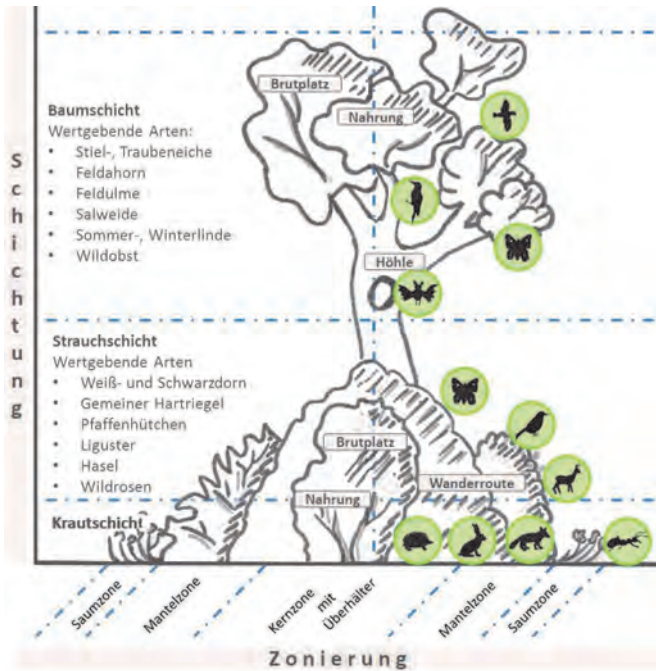 Schichtung
Baumschicht
Wertgebende Arten:
• Stiel-, Traubeneiche
• Feldahorn
• Feldulme
• Salweide
• Sommer-, Winterlinde
• Wildobst
Brutplatz
Nahrung
Höhle
Strauchschicht
Wertgebende Arten
• Weiß- und Schwarzdorn
• Gemeiner Hartriegel
• Pfaffenhütchen
• Liguster
• Hasel
• Wildrosen
Brutplatz
Wanderroute
Nahrung
Krautschicht
Saumzone
Mantelzone
Kernzone mit Überhälter
Mantelzone
Saumzone
Zonierung